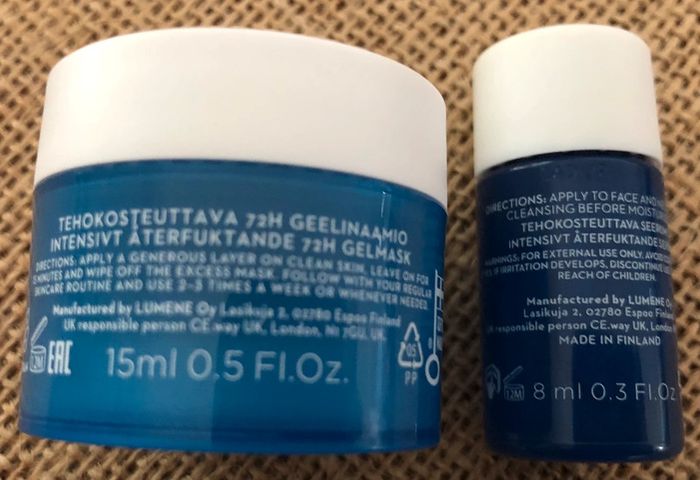 TEHOKOSTEUTTAVA 72H GEELINAAMIO
INTENSIVT ÅTERFUKTANDE 72H GELMASK
DIRECTIONS: APPLY A GENEROUS LAYER ON CLEAN SKIN. LEAVE ON FOR
MINUTES AND WIPE OFF THE EXCESS MASK. FOLLOW WITH YOUR REGULAR
SKINCARE ROUTINE AND USE 2–3 TIMES A WEEK OR WHENEVER NEEDED.
Manufactured by LUMENE Oy Lasikuja 2, 02780 Espoo Finland
UK responsible person CE.way UK, London, N1 7GU. UK.
12M
EAC
15ml 0.5 Fl.Oz.
05
PP
DIRECTIONS: APPLY TO FACE AND
CLEANSING BEFORE
TEHOKOSTEUTTAVA
INTENSIVT ÅTERFUKTANDE
WARNINGS: FOR EXTERNAL USE ONLY. AVOID
IF IRRITATION DEVELOPS, DISCONTINUE
REACH OF CHILDREN.
Manufactured by LUMENE
Lasikuja 2, 02780 Espoo Finland
UK responsible person CE.way UK, London
MADE IN FINLAND
12M
8 ml 0.3 Fl.Oz